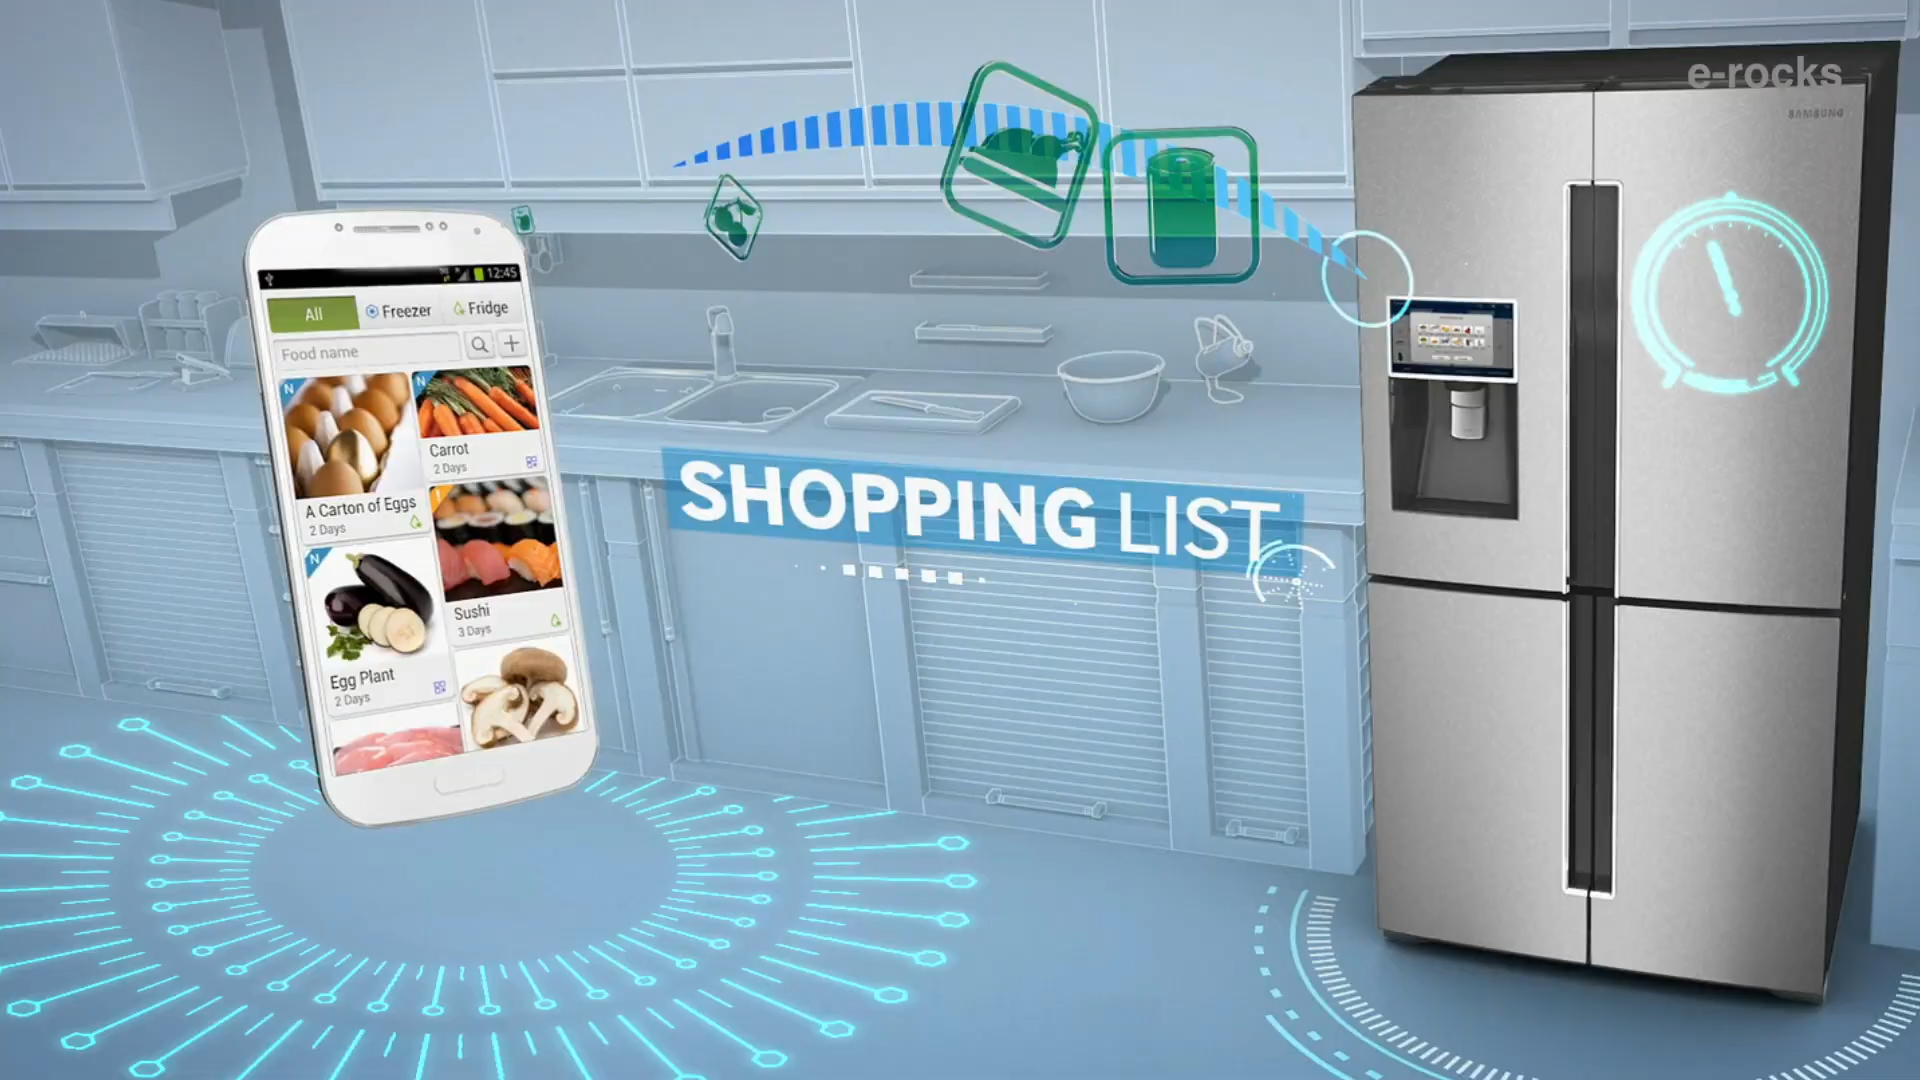 e-rocks
SAMSUNG
12:45
All
Freezer
Fridge
Food name
N
N
A Carton of Eggs
2 Days
Carrot
2 Days
SHOPPING LIST
N
Egg Plant
2 Days
!
Sushi
3 Days